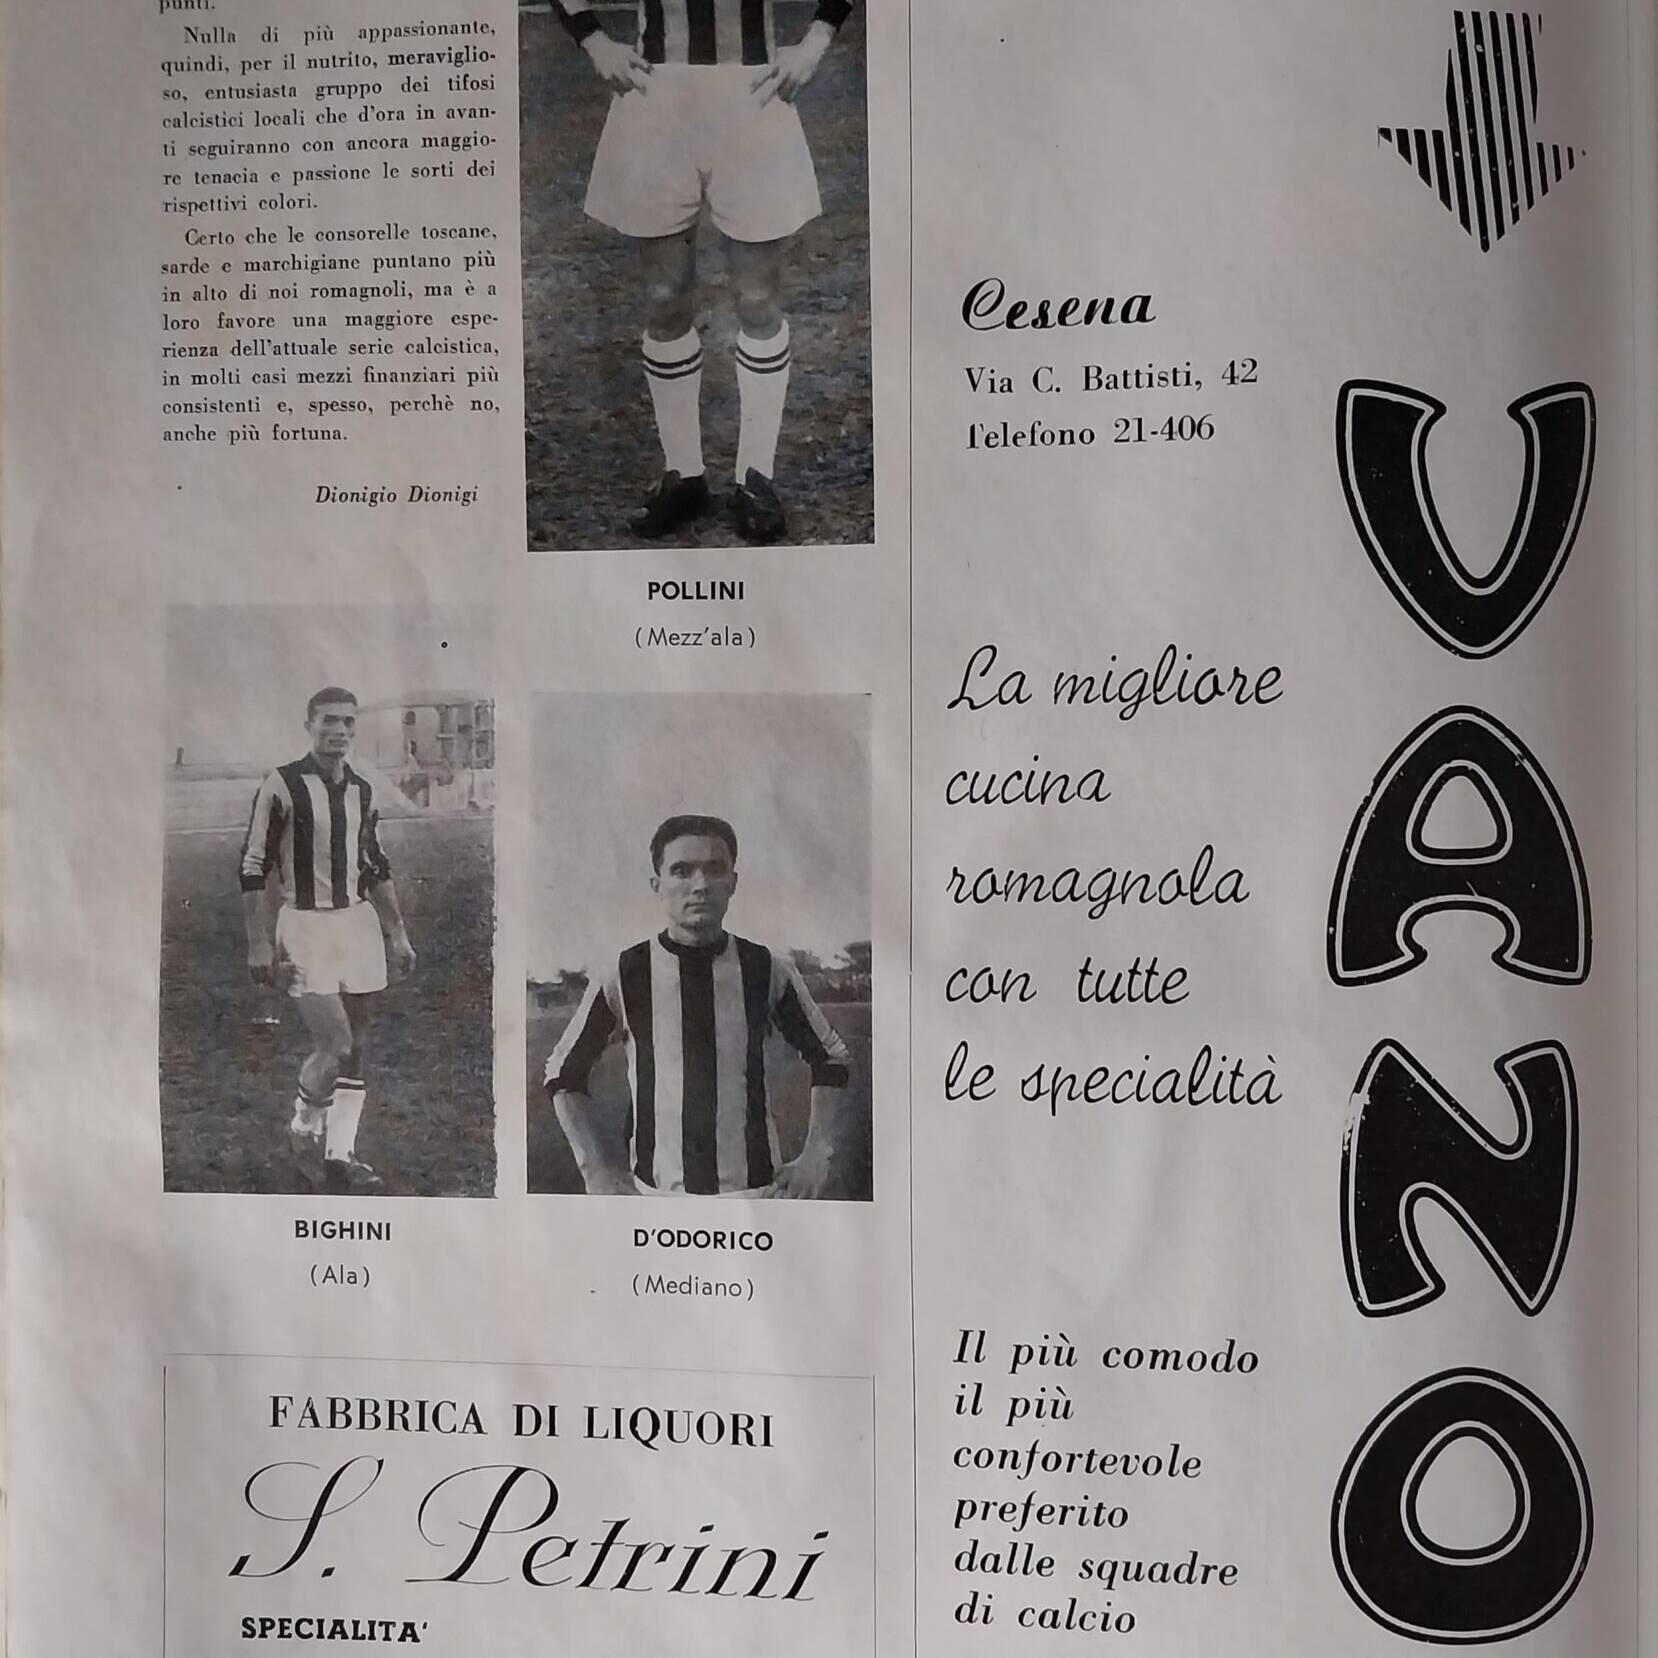 punti.
Nulla di più appassionante,
quindi, per il nutrito, meraviglio-
so, entusiasta gruppo dei tifosi
calcistici locali che d'ora in avan-
ti seguiranno con ancora maggio-
re tenacia e passione le sorti dei
rispettivi colori.
Certo che le consorelle toscane,
sarde e marchigiane puntano più
in alto di noi romagnoli, ma è a
loro favore una maggiore espe-
rienza dell'attuale serie calcistica,
in molti casi mezzi finanziari più
consistenti e, spesso, perchè no,
anche più fortuna.
Dionigio Dionigi
POLLINI
(Mezz'ala)
BIGHINI
(Ala)
D'ODORICO
(Mediano)
FABBRICA DI LIQUORI
S. Petrini
SPECIALITA'
Cesena
Via C. Battisti, 42
Telefono 21-406
La migliore
cucina
romagnola
con tutte
le specialità
Il più comodo
il più
confortevole
preferito
dalle squadre
di calcio